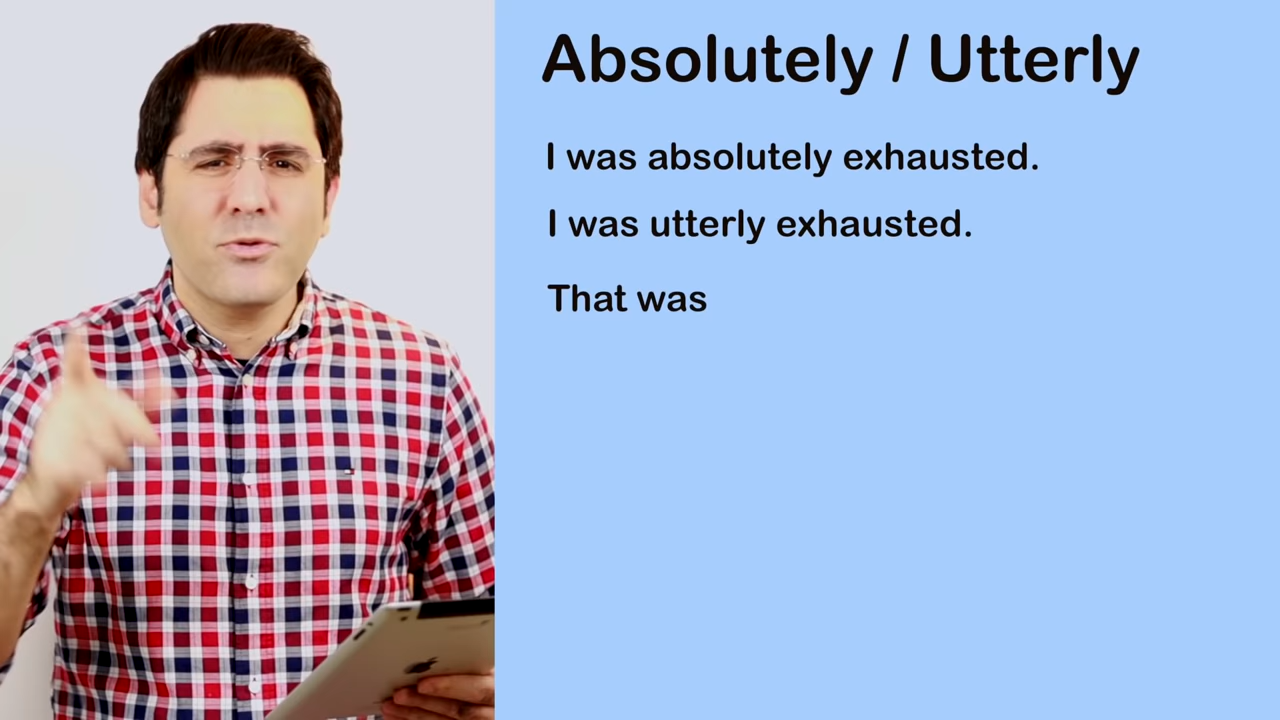 Absolutely / Utterly
I was absolutely exhausted.
I was utterly exhausted.
That was